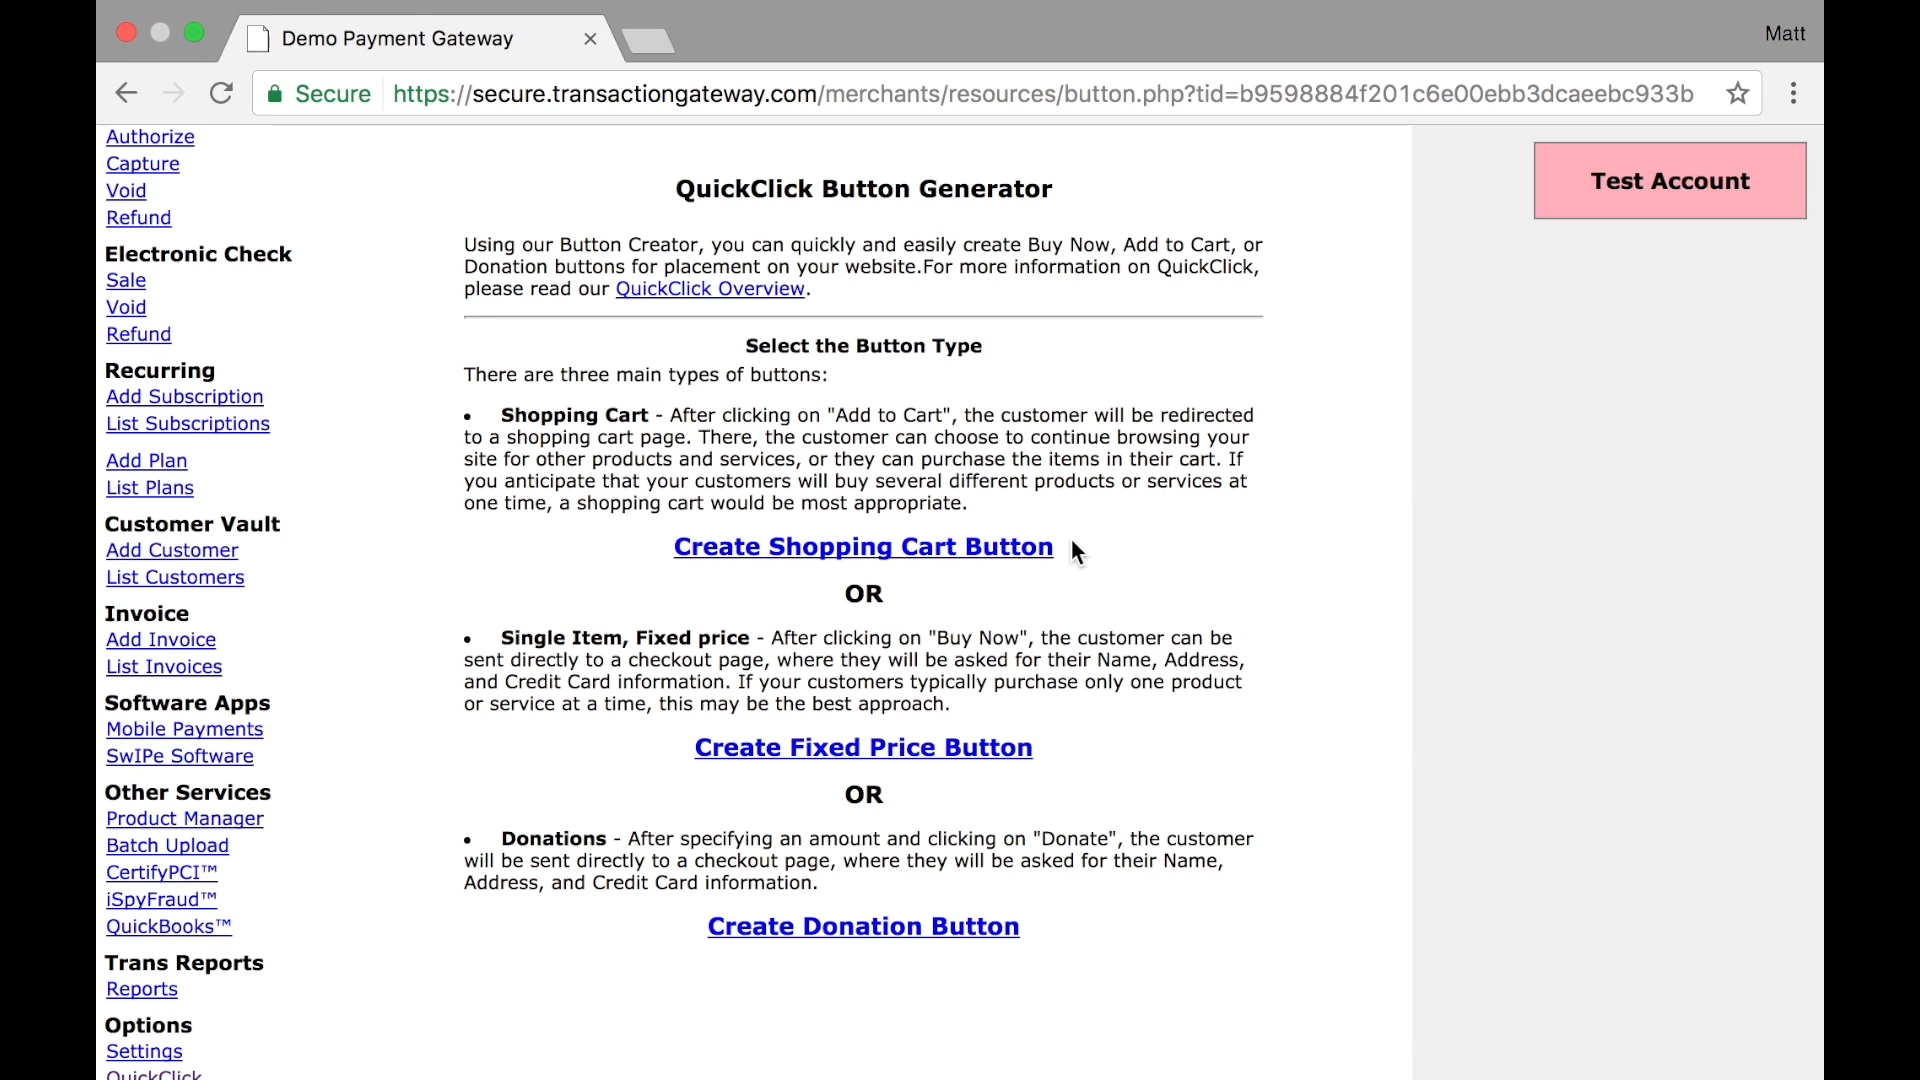 Demo Payment Gateway
Matt
Secure https://secure.transactiongateway.com/merchants/resources/button.php?tid=b9598884f201c6e00ebb3dcaeebc933b
Authorize
Capture
Void
Refund
Electronic Check
Sale
Void
Refund
Recurring
Add Subscription
List Subscriptions
Add Plan
List Plans
Customer Vault
Add Customer
List Customers
Invoice
Add Invoice
List Invoices
Software Apps
Mobile Payments
SwIPe Software
Other Services
Product Manager
Batch Upload
CertifyPCI™
iSpyFraud™
QuickBooks™
Trans Reports
Reports
Options
Settings
QuickClick
QuickClick Button Generator
Using our Button Creator, you can quickly and easily create Buy Now, Add to Cart, or
Donation buttons for placement on your website.For more information on QuickClick,
please read our QuickClick Overview.
Select the Button Type
There are three main types of buttons:
• Shopping Cart - After clicking on "Add to Cart", the customer will be redirected
to a shopping cart page. There, the customer can choose to continue browsing your
site for other products and services, or they can purchase the items in their cart. If
you anticipate that your customers will buy several different products or services at
one time, a shopping cart would be most appropriate.
Create Shopping Cart Button
OR
• Single Item, Fixed price - After clicking on "Buy Now", the customer can be
sent directly to a checkout page, where they will be asked for their Name, Address,
and Credit Card information. If your customers typically purchase only one product
or service at a time, this may be the best approach.
Create Fixed Price Button
OR
• Donations - After specifying an amount and clicking on "Donate", the customer
will be sent directly to a checkout page, where they will be asked for their Name,
Address, and Credit Card information.
Create Donation Button
Test Account